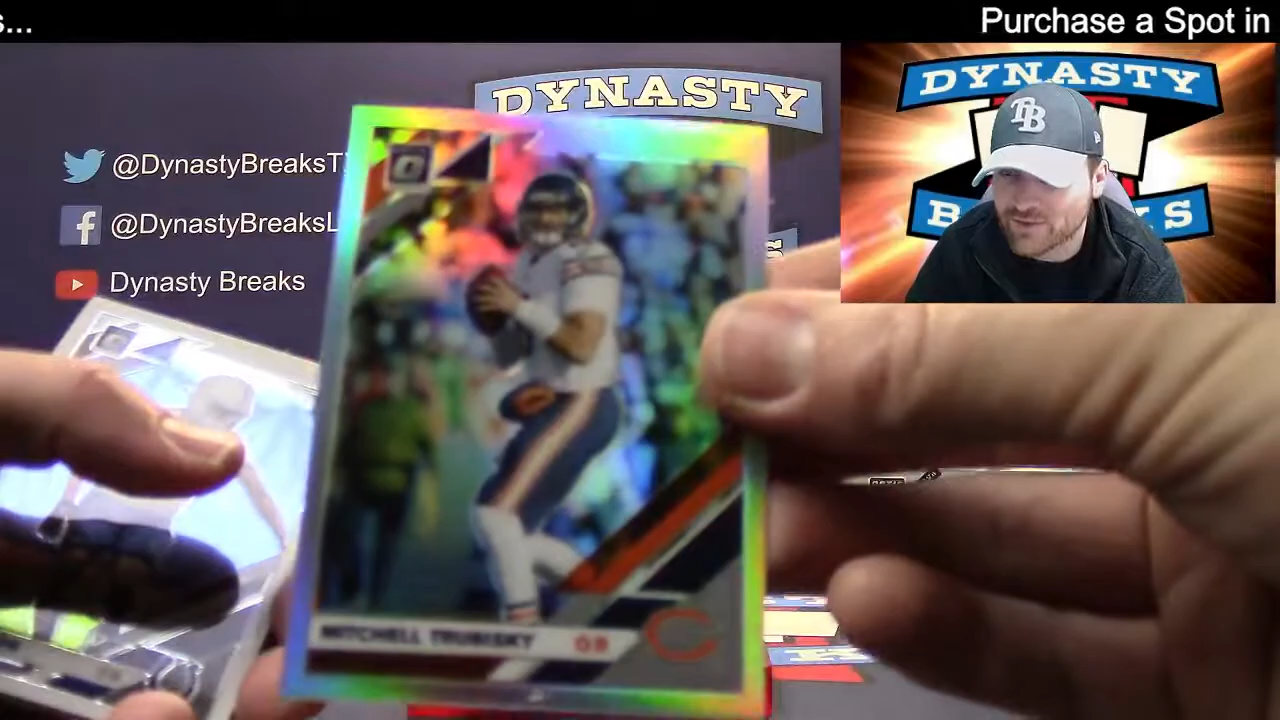 s...
Purchase a Spot in
DYNASTY
@DynastyBreaksT
@DynastyBreaksL
Dynasty Breaks
DYNASTY
TB
MITCHELL TRUBISKY QB